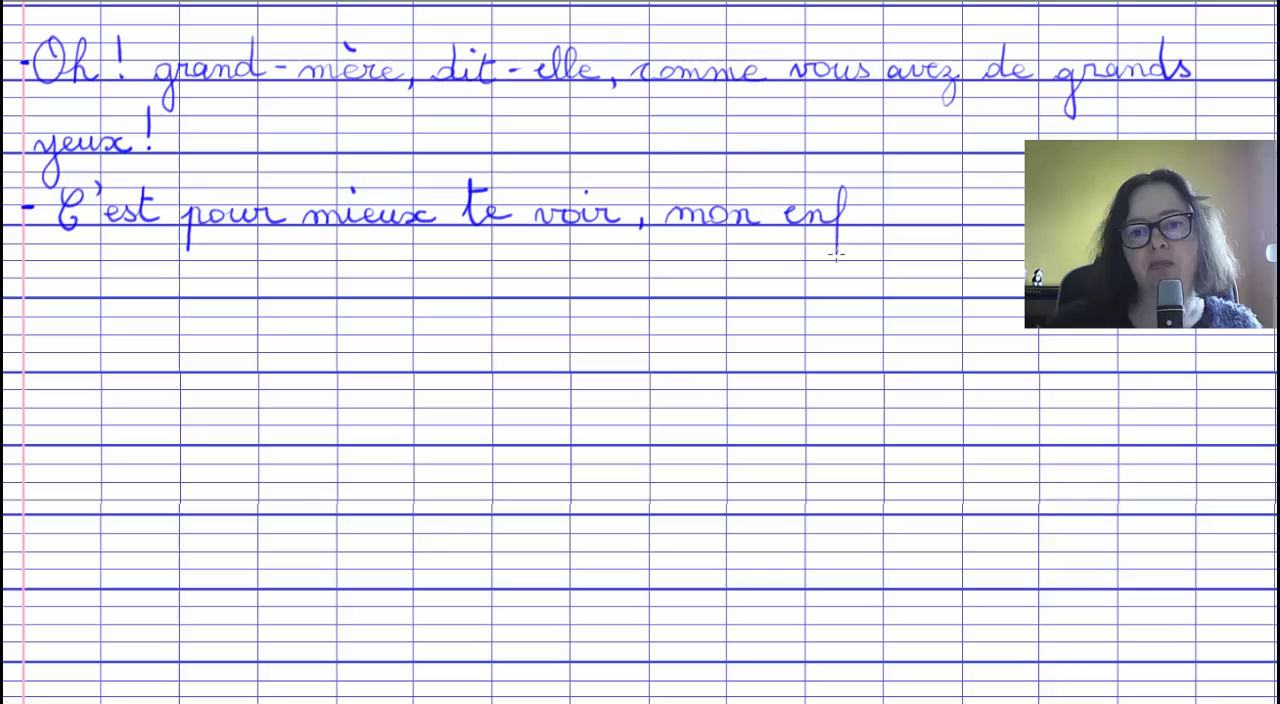 -Oh ! grand-mère, dit-elle, comme vous avez de grands
yeux !
- C'est pour mieux te voir, mon enf